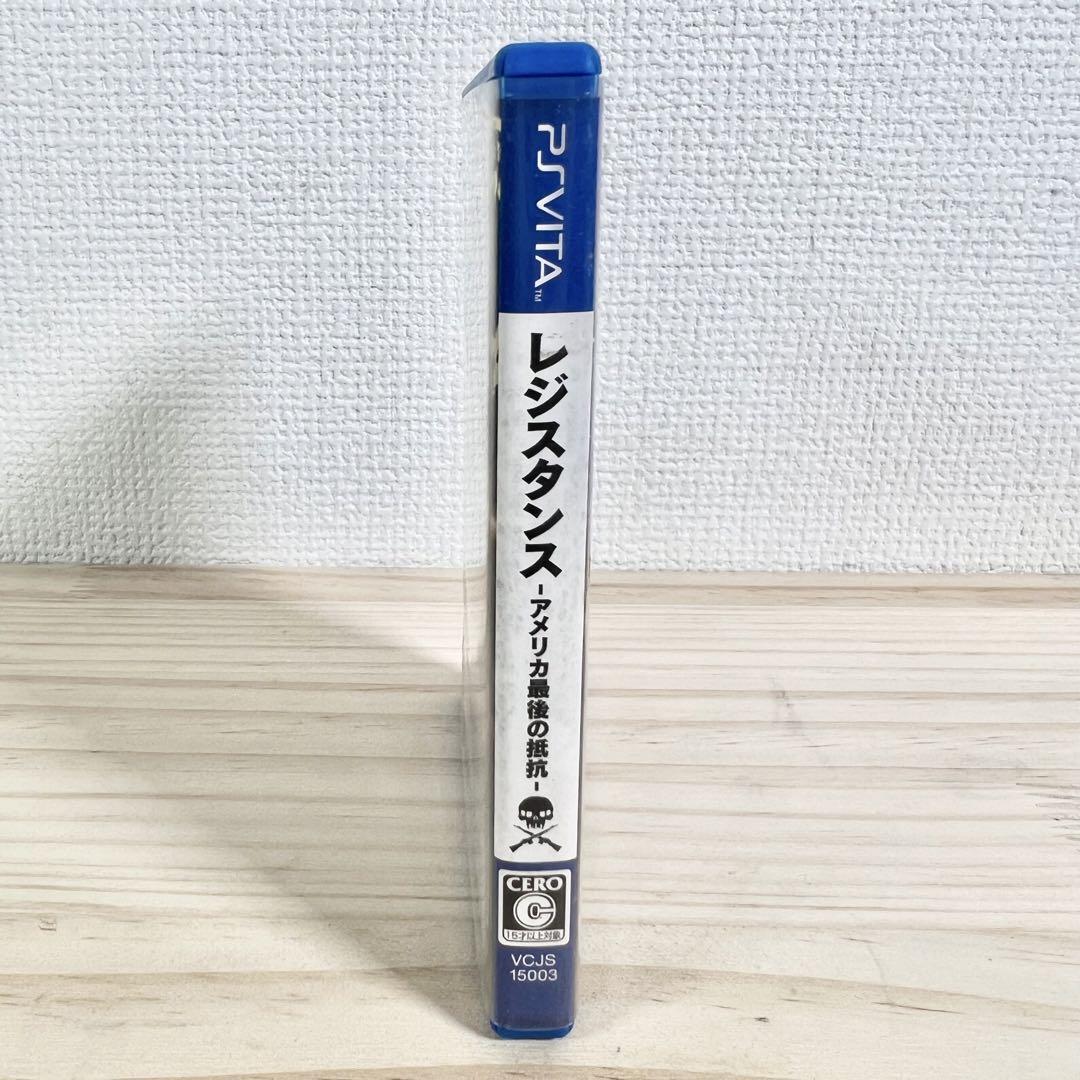 PSVITA™
レジスタンス
-アメリカ最後の抵抗-
CERO
C
15才以上対象
VCJS
15003